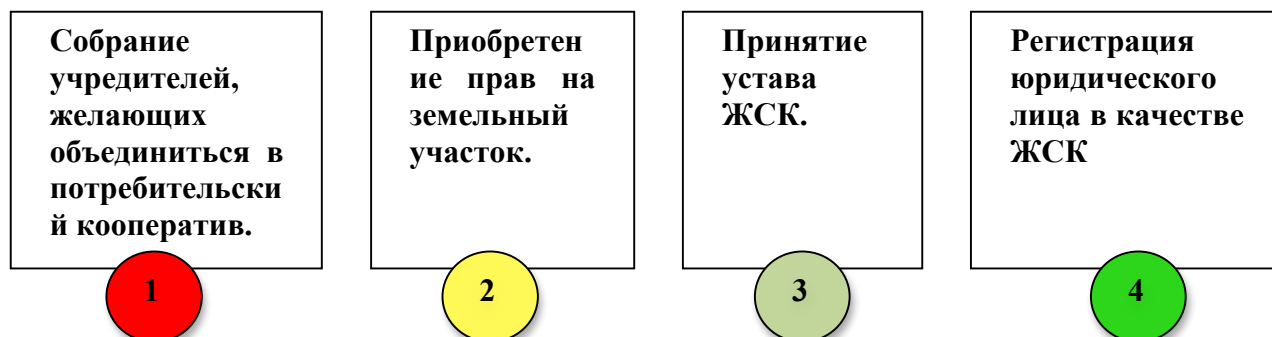 Собрание
учредителей,
желающих
объединиться в
потребительски
й кооператив.
1
Приобретен
ие прав на
земельный
участок.
2
Принятие
устава
ЖСК.
3
Регистрация
юридического
лица в качестве
ЖСК
4